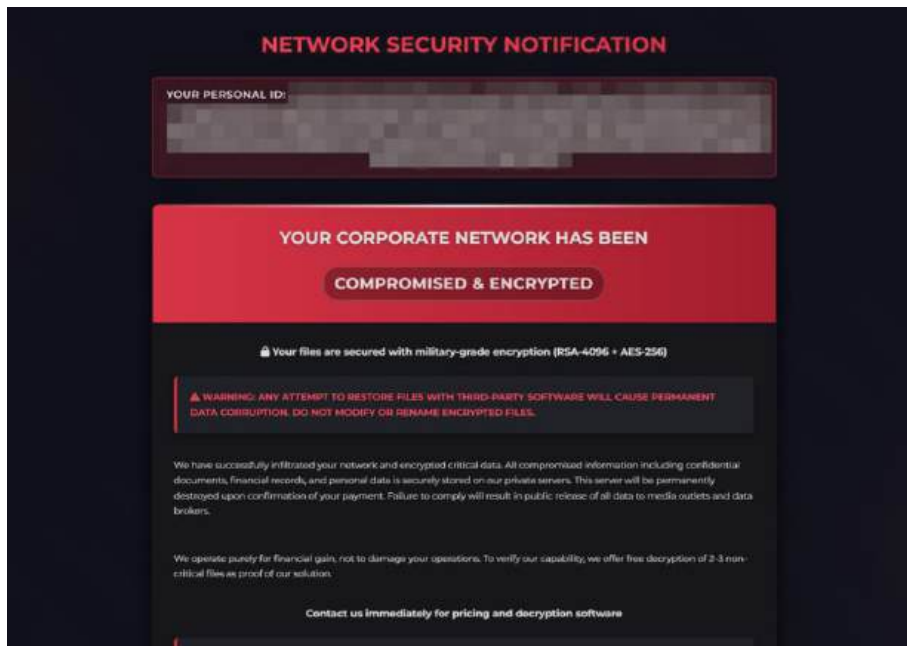 NETWORK SECURITY NOTIFICATION
YOUR PERSONAL ID:
YOUR CORPORATE NETWORK HAS BEEN
COMPROMISED & ENCRYPTED
Your files are secured with military-grade encryption (RSA-4096 + AES-256)
WARNING: ANY ATTEMPT TO RESTORE FILES WITH THIRD-PARTY SOFTWARE WILL CAUSE PERMANENT
DATA CORRUPTION. DO NOT MODIFY OR RENAME ENCRYPTED FILES.
We have successfully infiltrated your network and encrypted critical data. All compromised information including confidential
documents, financial records, and personal data is securely stored on our private servers. This server will be permanently
destroyed upon confirmation of your payment. Failure to comply will result in public release of all data to media outlets and data
brokers.
We operate purely for financial gain, not to damage your operations. To verify our capability, we offer free decryption of 2-3 non-
critical files as proof of our solution.
Contact us immediately for pricing and decryption software